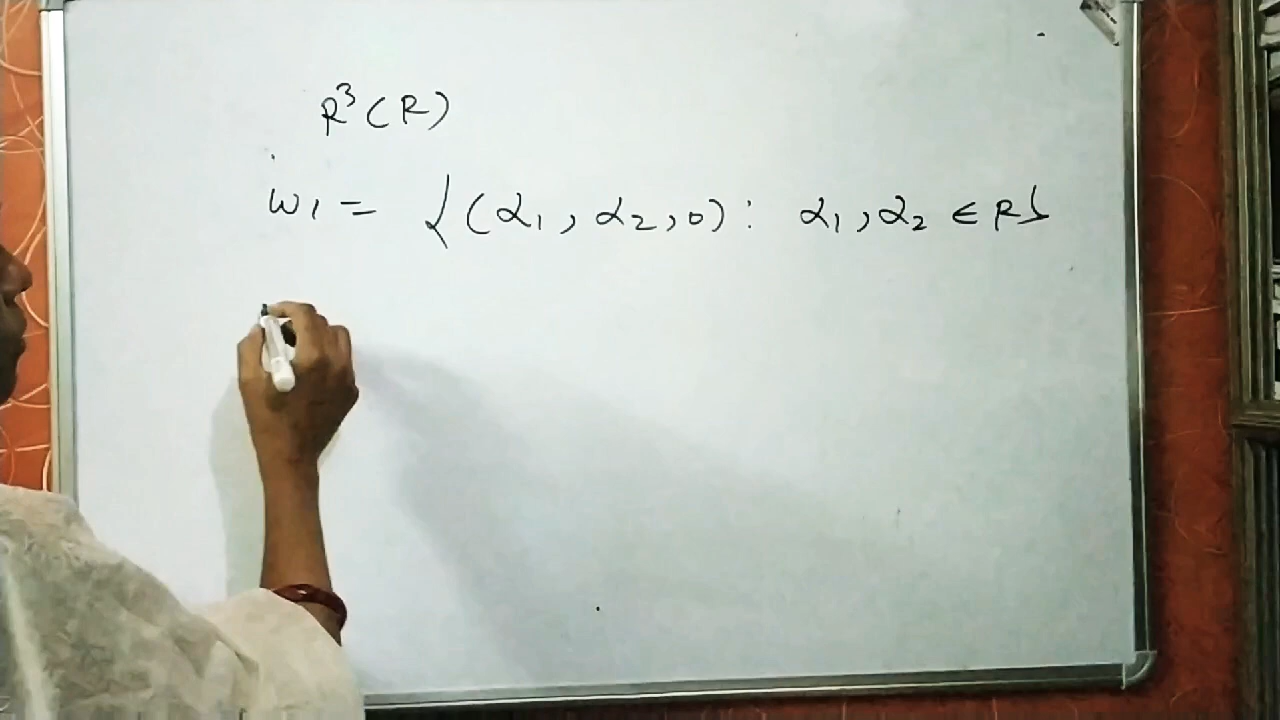 R³(R)
W1 = {(α₁, α₂, 0) : α₁, α₂ ∈ R}